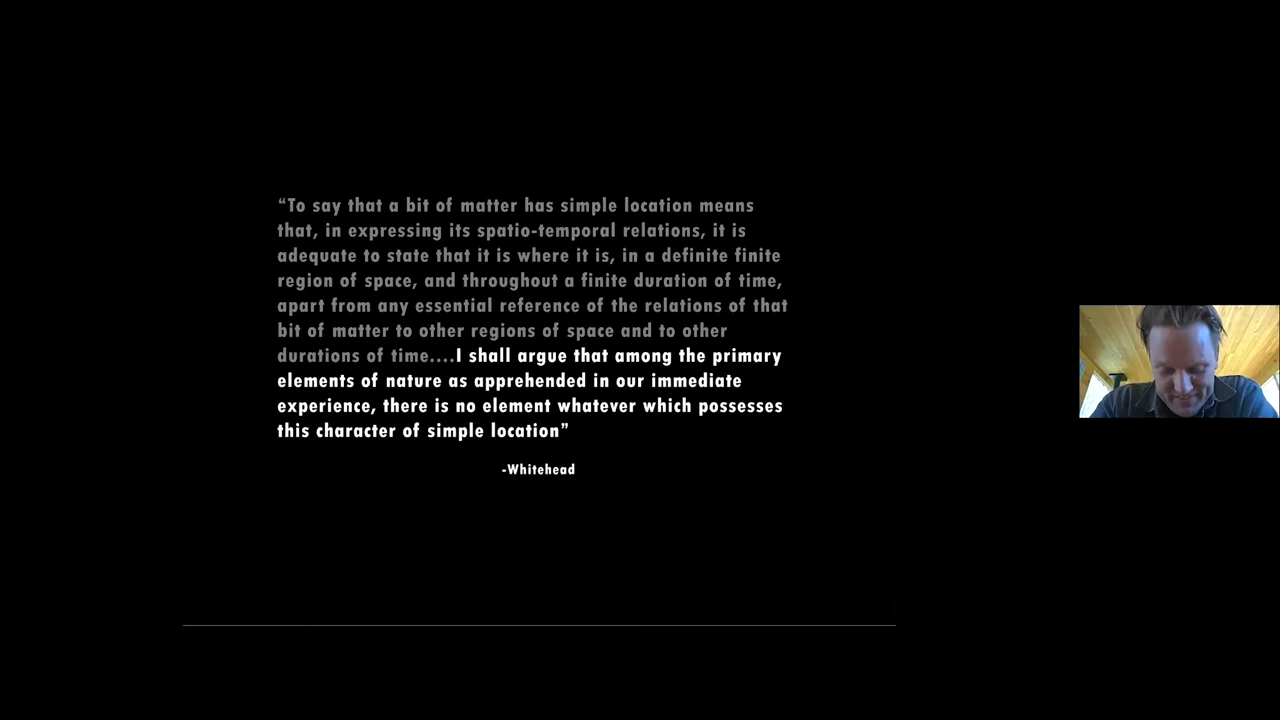 “To say that a bit of matter has simple location means
that, in expressing its spatio-temporal relations, it is
adequate to state that it is where it is, in a definite finite
region of space, and throughout a finite duration of time,
apart from any essential reference of the relations of that
bit of matter to other regions of space and to other
durations of time....I shall argue that among the primary
elements of nature as apprehended in our immediate
experience, there is no element whatever which possesses
this character of simple location”
-Whitehead